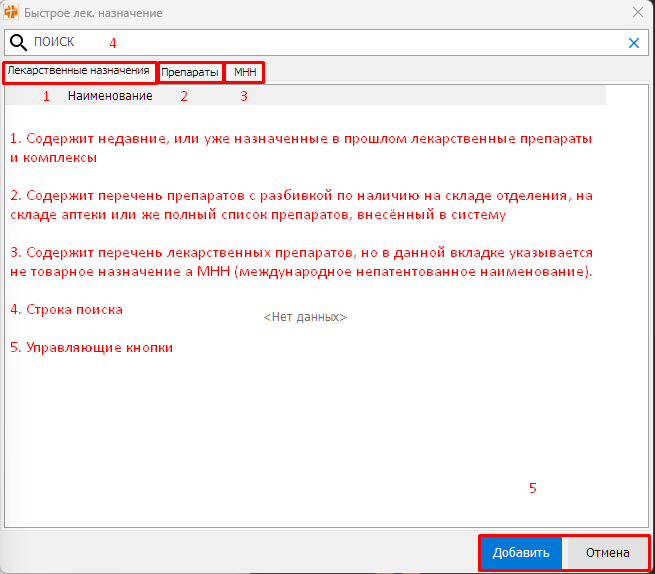 Быстрое лек. назначение
ПОИСК 4
Лекарственные назначения Препараты МНН
1 Наименование 2 3
1. Содержит недавние, или уже назначенные в прошлом лекарственные препараты
и комплексы
2. Содержит перечень препаратов с разбивкой по наличию на складе отделения, на
складе аптеки или же полный список препаратов, внесённый в систему
3. Содержит перечень лекарственных препаратов, но в данной вкладке указывается
не товарное назначение а МНН (международное непатентованное наименование).
4. Строка поиска
<Нет данных>
5. Управляющие кнопки
5
Добавить Отмена